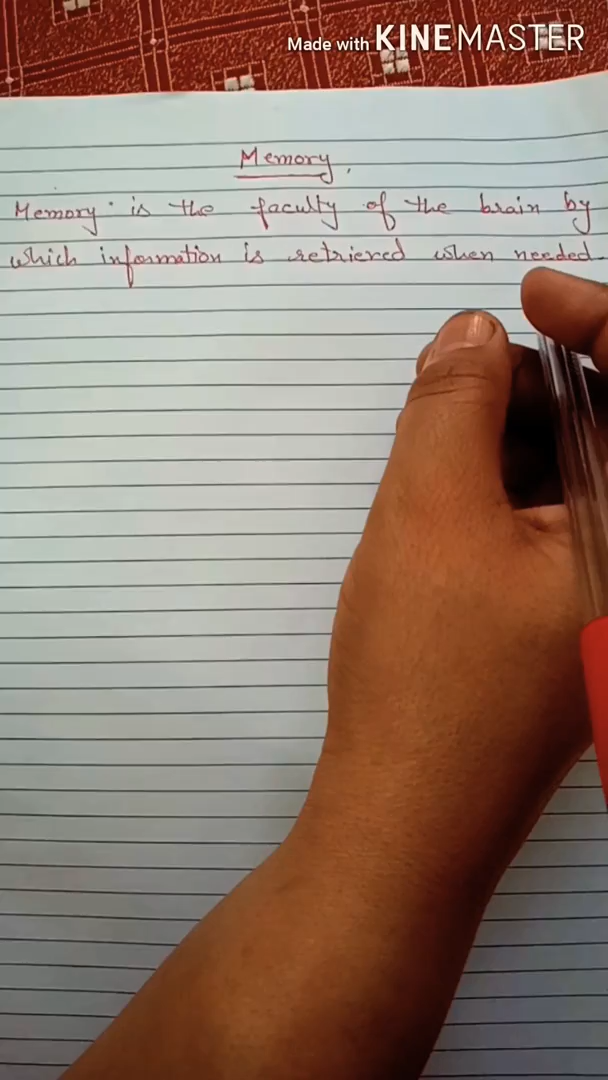 Made with KINEMASTER
Memory
Memory is the faculty of the brain by
which information is retrieved when needed